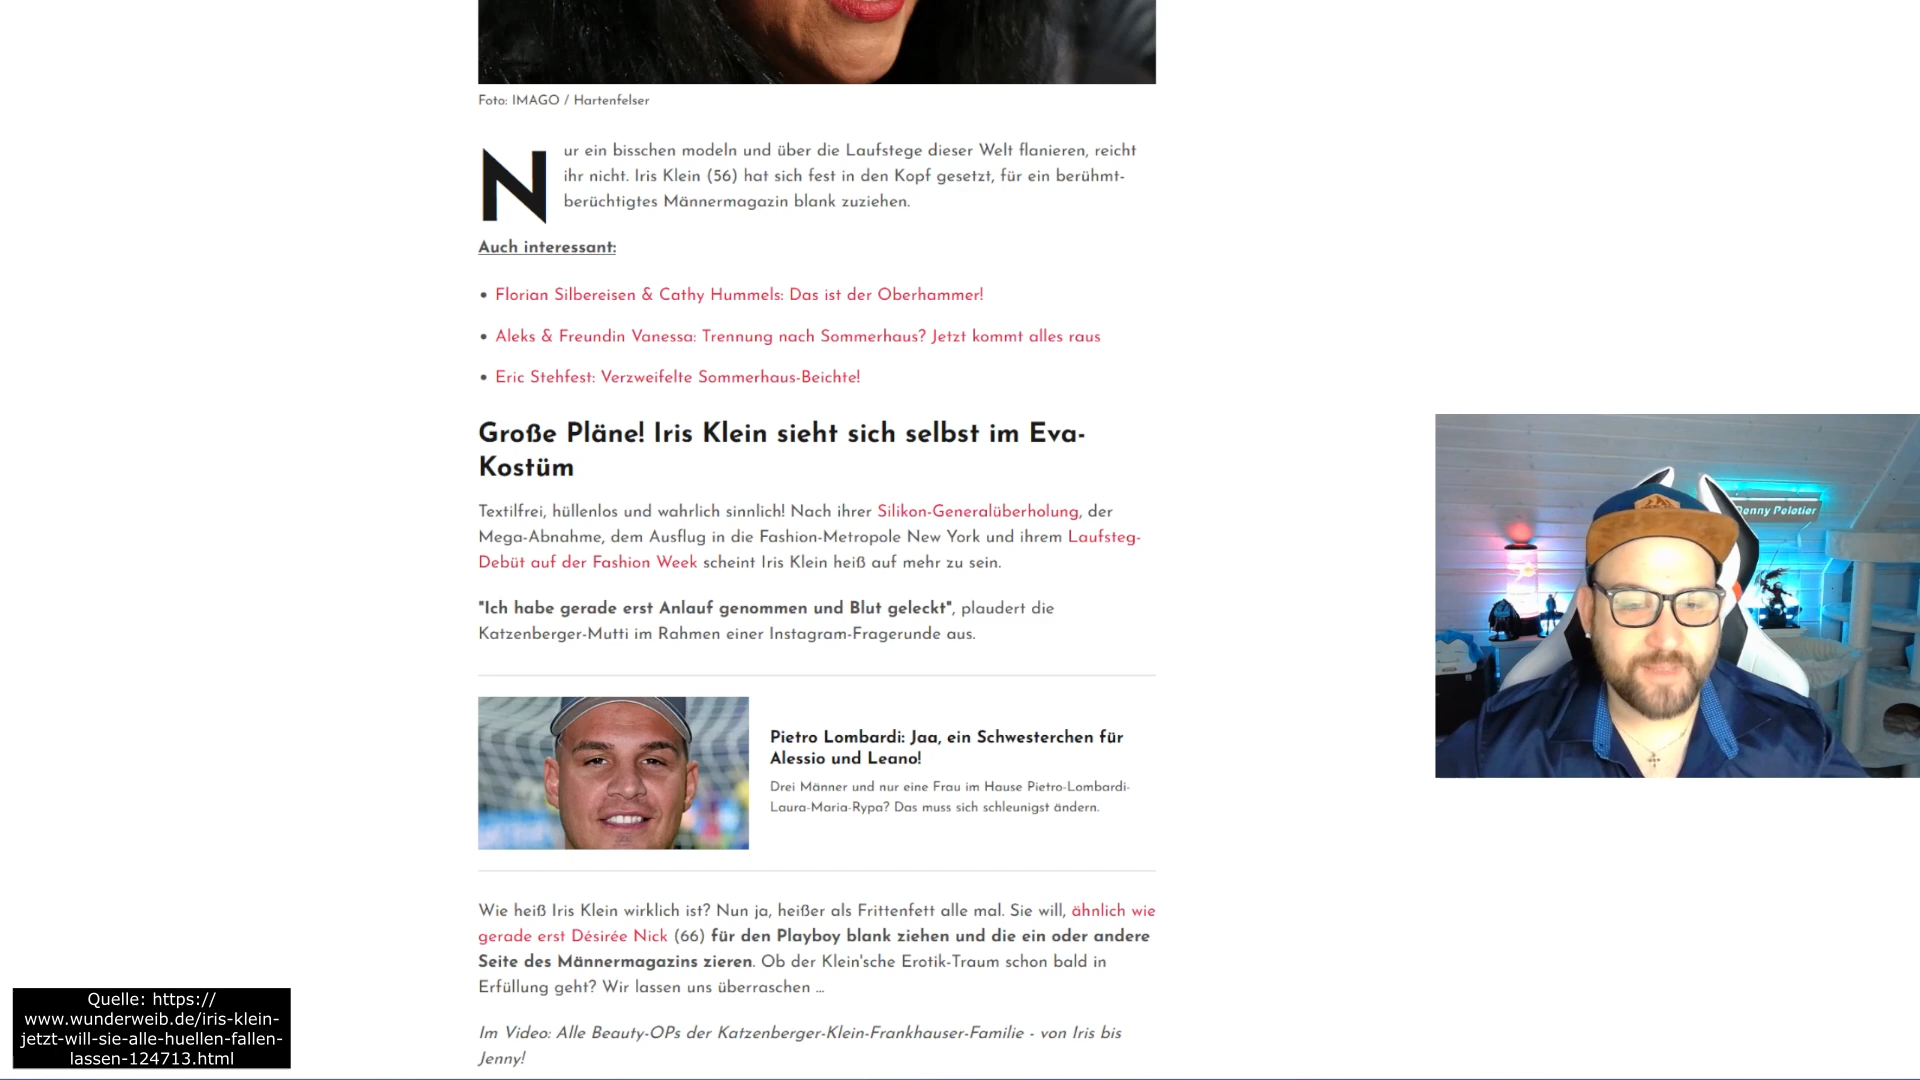 Foto: IMAGO / Hartenfelser
Nur ein bisschen modeln und über die Laufstege dieser Welt flanieren, reicht
ihr nicht. Iris Klein (56) hat sich fest in den Kopf gesetzt, für ein berühmt-
berüchtigtes Männermagazin blank zuziehen.
Auch interessant:
• Florian Silbereisen & Cathy Hummels: Das ist der Oberhammer!
• Aleks & Freundin Vanessa: Trennung nach Sommerhaus? Jetzt kommt alles raus
• Eric Stehfest: Verzweifelte Sommerhaus-Beichte!
Große Pläne! Iris Klein sieht sich selbst im Eva-
Kostüm
Textilfrei, hüllenlos und wahrlich sinnlich! Nach ihrer Silikon-Generalüberholung, der
Mega-Abnahme, dem Ausflug in die Fashion-Metropole New York und ihrem Laufsteg-
Debüt auf der Fashion Week scheint Iris Klein heiß auf mehr zu sein.
"Ich habe gerade erst Anlauf genommen und Blut geleckt", plaudert die
Katzenberger-Mutti im Rahmen einer Instagram-Fragerunde aus.
Pietro Lombardi: Jaa, ein Schwesterchen für
Alessio und Leano!
Drei Männer und nur eine Frau im Hause Pietro-Lombardi-
Laura-Maria-Rypa? Das muss sich schleunigst ändern.
Wie heiß Iris Klein wirklich ist? Nun ja, heißer als Frittenfett alle mal. Sie will, ähnlich wie
gerade erst Désirée Nick (66) für den Playboy blank ziehen und die ein oder andere
Seite des Männermagazins zieren. Ob der Klein'sche Erotik-Traum schon bald in
Erfüllung geht? Wir lassen uns überraschen ...
Im Video: Alle Beauty-OPs der Katzenberger-Klein-Frankhauser-Familie - von Iris bis
Jenny!
Denny Pelotier
Quelle: https://
www.wunderweib.de/iris-klein-
jetzt-will-sie-alle-huellen-fallen-
lassen-124713.html